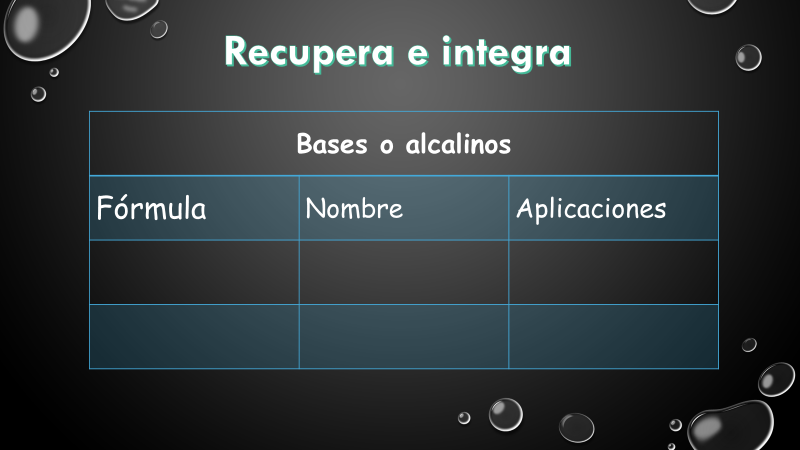 Recupera e integra
Bases o alcalinos
Fórmula Nombre Aplicaciones